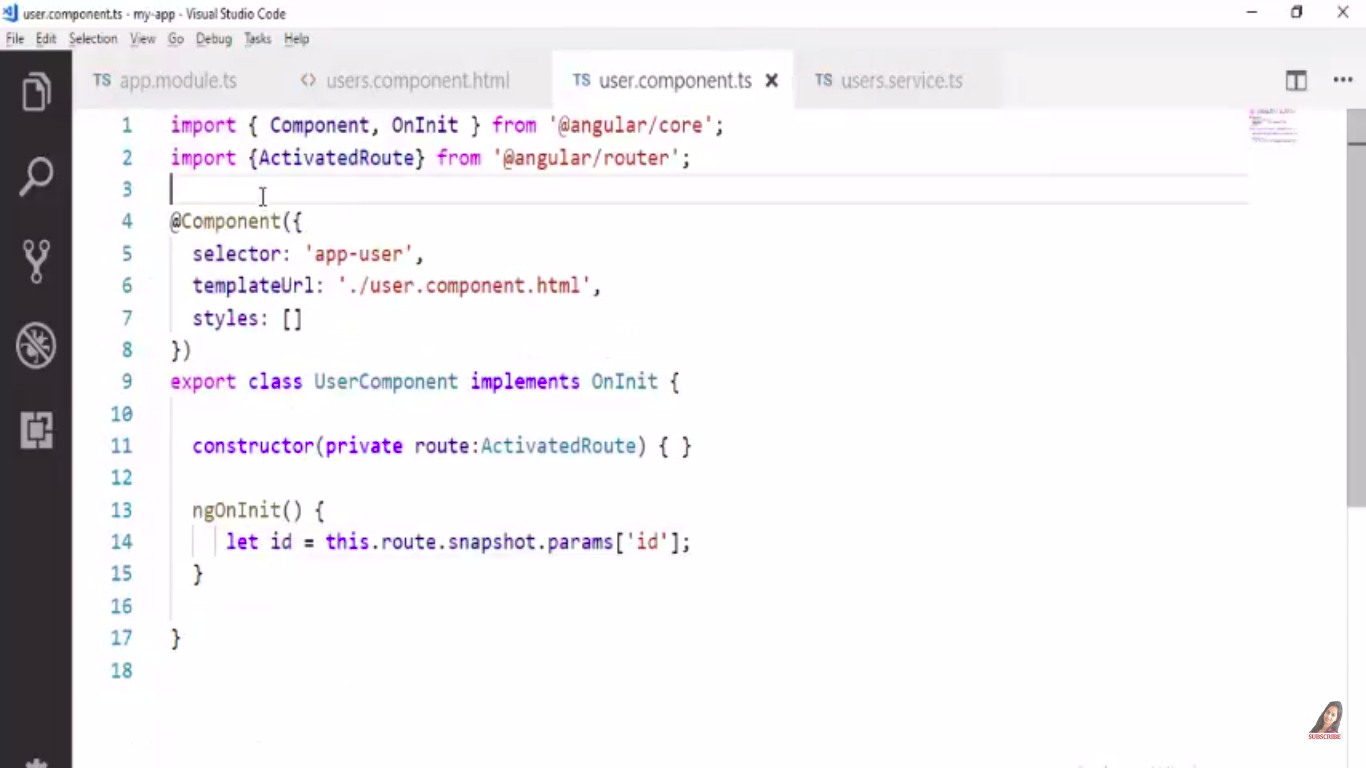 user.component.ts - my-app - Visual Studio Code
File Edit Selection View Go Debug Tasks Help
TS app.module.ts <> users.component.html TS user.component.ts TS users.service.ts
1 import { Component, OnInit } from '@angular/core';
2 import {ActivatedRoute} from '@angular/router';
3
4 @Component({
5 selector: 'app-user',
6 templateUrl: './user.component.html',
7 styles: []
8 })
9 export class UserComponent implements OnInit {
10
11 constructor(private route:ActivatedRoute) { }
12
13 ngOnInit() {
14 let id = this.route.snapshot.params['id'];
15 }
16
17 }
18
SUBSCRIBE